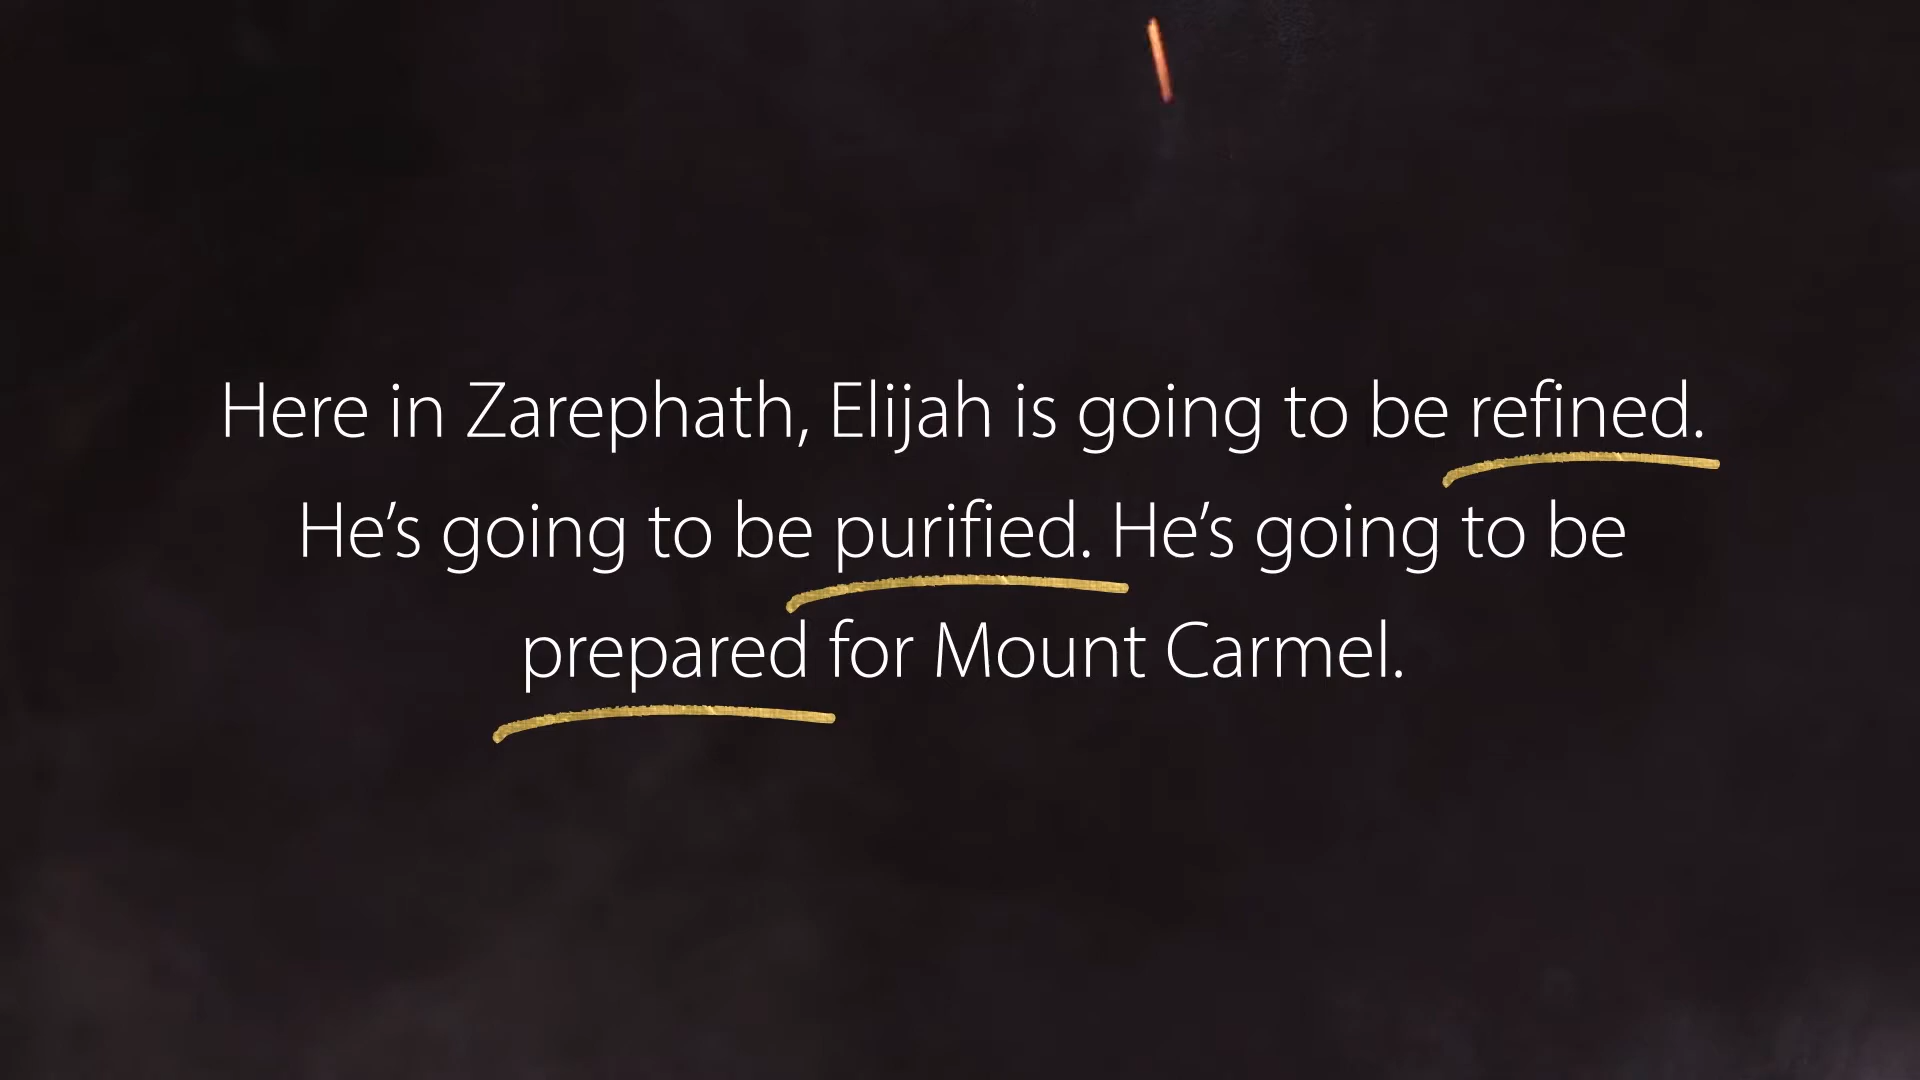 Here in Zarephath, Elijah is going to be refined.
He’s going to be purified. He’s going to be
prepared for Mount Carmel.